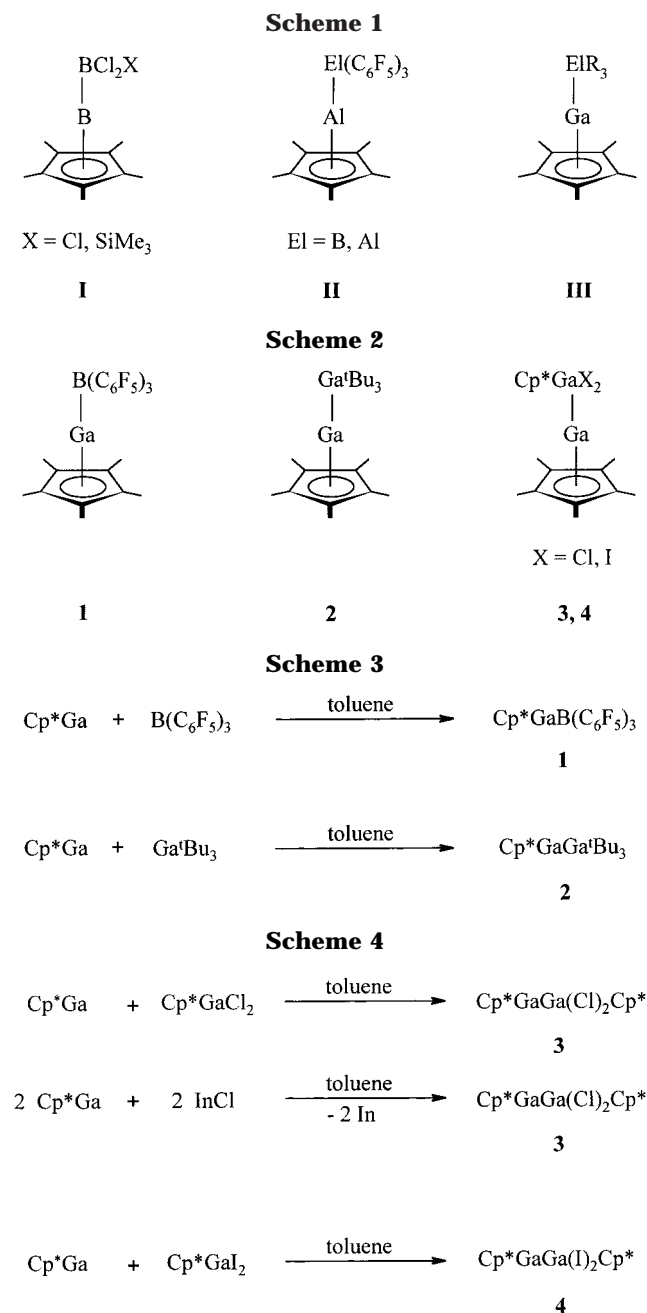 Scheme 1
BCl₂X El(C₆F₅)₃ ElR₃
B Al Ga
X = Cl, SiMe₃ El = B, Al
I II III
Scheme 2
B(C₆F₅)₃ GaᵗBu₃ Cp*GaX₂
Ga Ga Ga
X = Cl, I
1 2 3, 4
Scheme 3
Cp*Ga + B(C₆F₅)₃ toluene Cp*GaB(C₆F₅)₃
1
Cp*Ga + GaᵗBu₃ toluene Cp*GaGaᵗBu₃
2
Scheme 4
Cp*Ga + Cp*GaCl₂ toluene Cp*GaGa(Cl)₂Cp*
3
2 Cp*Ga + 2 InCl toluene - 2 In Cp*GaGa(Cl)₂Cp*
3
Cp*Ga + Cp*GaI₂ toluene Cp*GaGa(I)₂Cp*
4